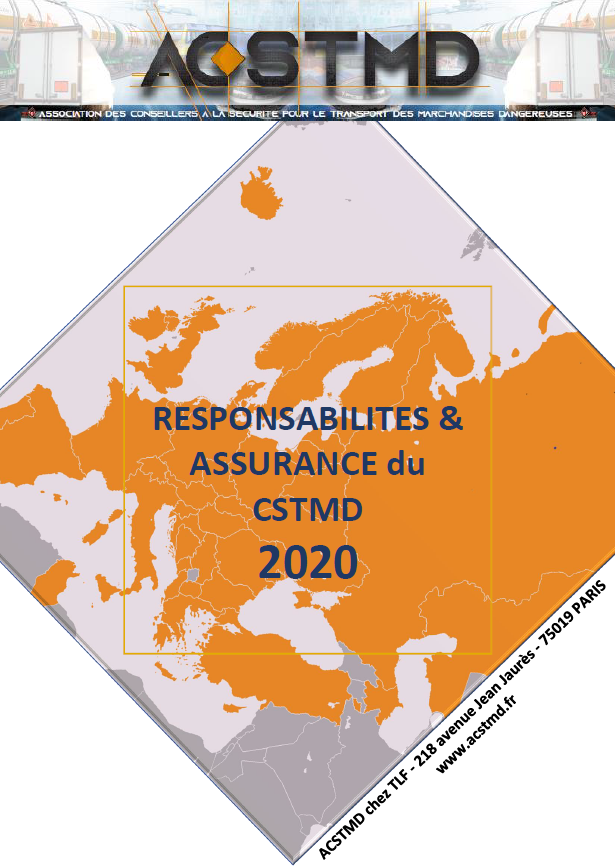 ACSTMD
ASSOCIATION DES CONSEILLERS A LA SECURITE POUR LE TRANSPORT DES MARCHANDISES DANGEREUSES
RESPONSABILITES &
ASSURANCE du
CSTMD
2020
ACSTMD chez TLF - 218 avenue Jean Jaurès - 75019 PARIS
www.acstmd.fr